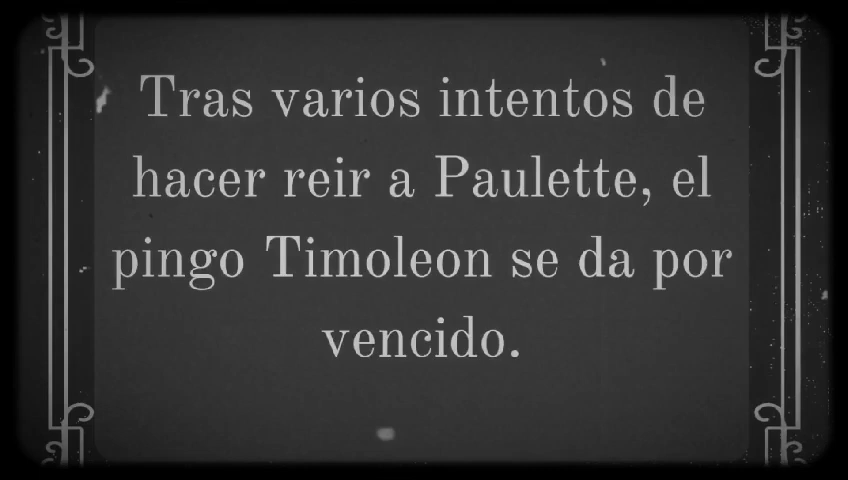 Tras varios intentos de
hacer reir a Paulette, el
pingo Timoleon se da por
vencido.